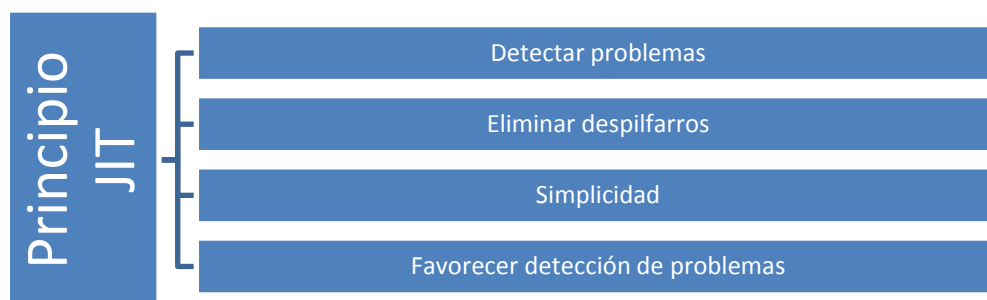 Principio
JIT
Detectar problemas
Eliminar despilfarros
Simplicidad
Favorecer detección de problemas